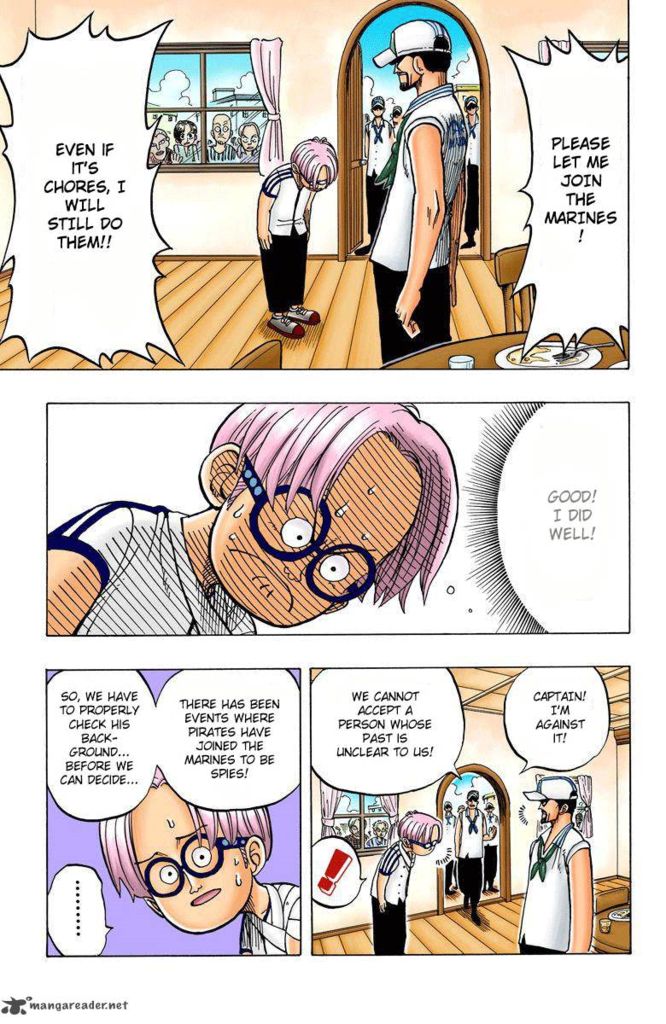 PLEASE
LET ME
JOIN
THE
MARINES
!
EVEN IF
IT'S
CHORES, I
WILL
STILL DO
THEM!!
GOOD!
I DID
WELL!
CAPTAIN!
I'M
AGAINST
IT!
WE CANNOT
ACCEPT A
PERSON WHOSE
PAST IS
UNCLEAR TO US!
!
THERE HAS BEEN
EVENTS WHERE
PIRATES HAVE
JOINED THE
MARINES TO BE
SPIES!
SO, WE HAVE
TO PROPERLY
CHECK HIS
BACK-
GROUND...
BEFORE WE
CAN DECIDE...
.........
mangareader.net